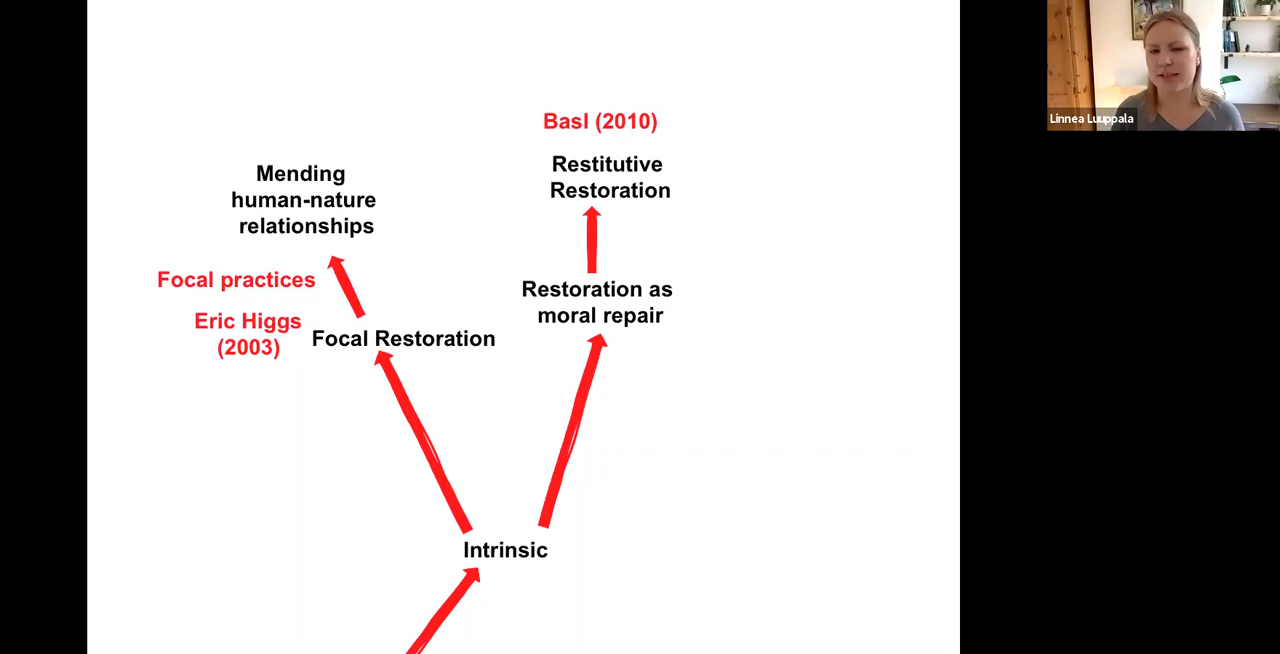 Basl (2010)
Restitutive
Restoration
Mending
human-nature
relationships
Focal practices
Restoration as
moral repair
Eric Higgs
(2003)
Focal Restoration
Intrinsic
Linnea Luuppala